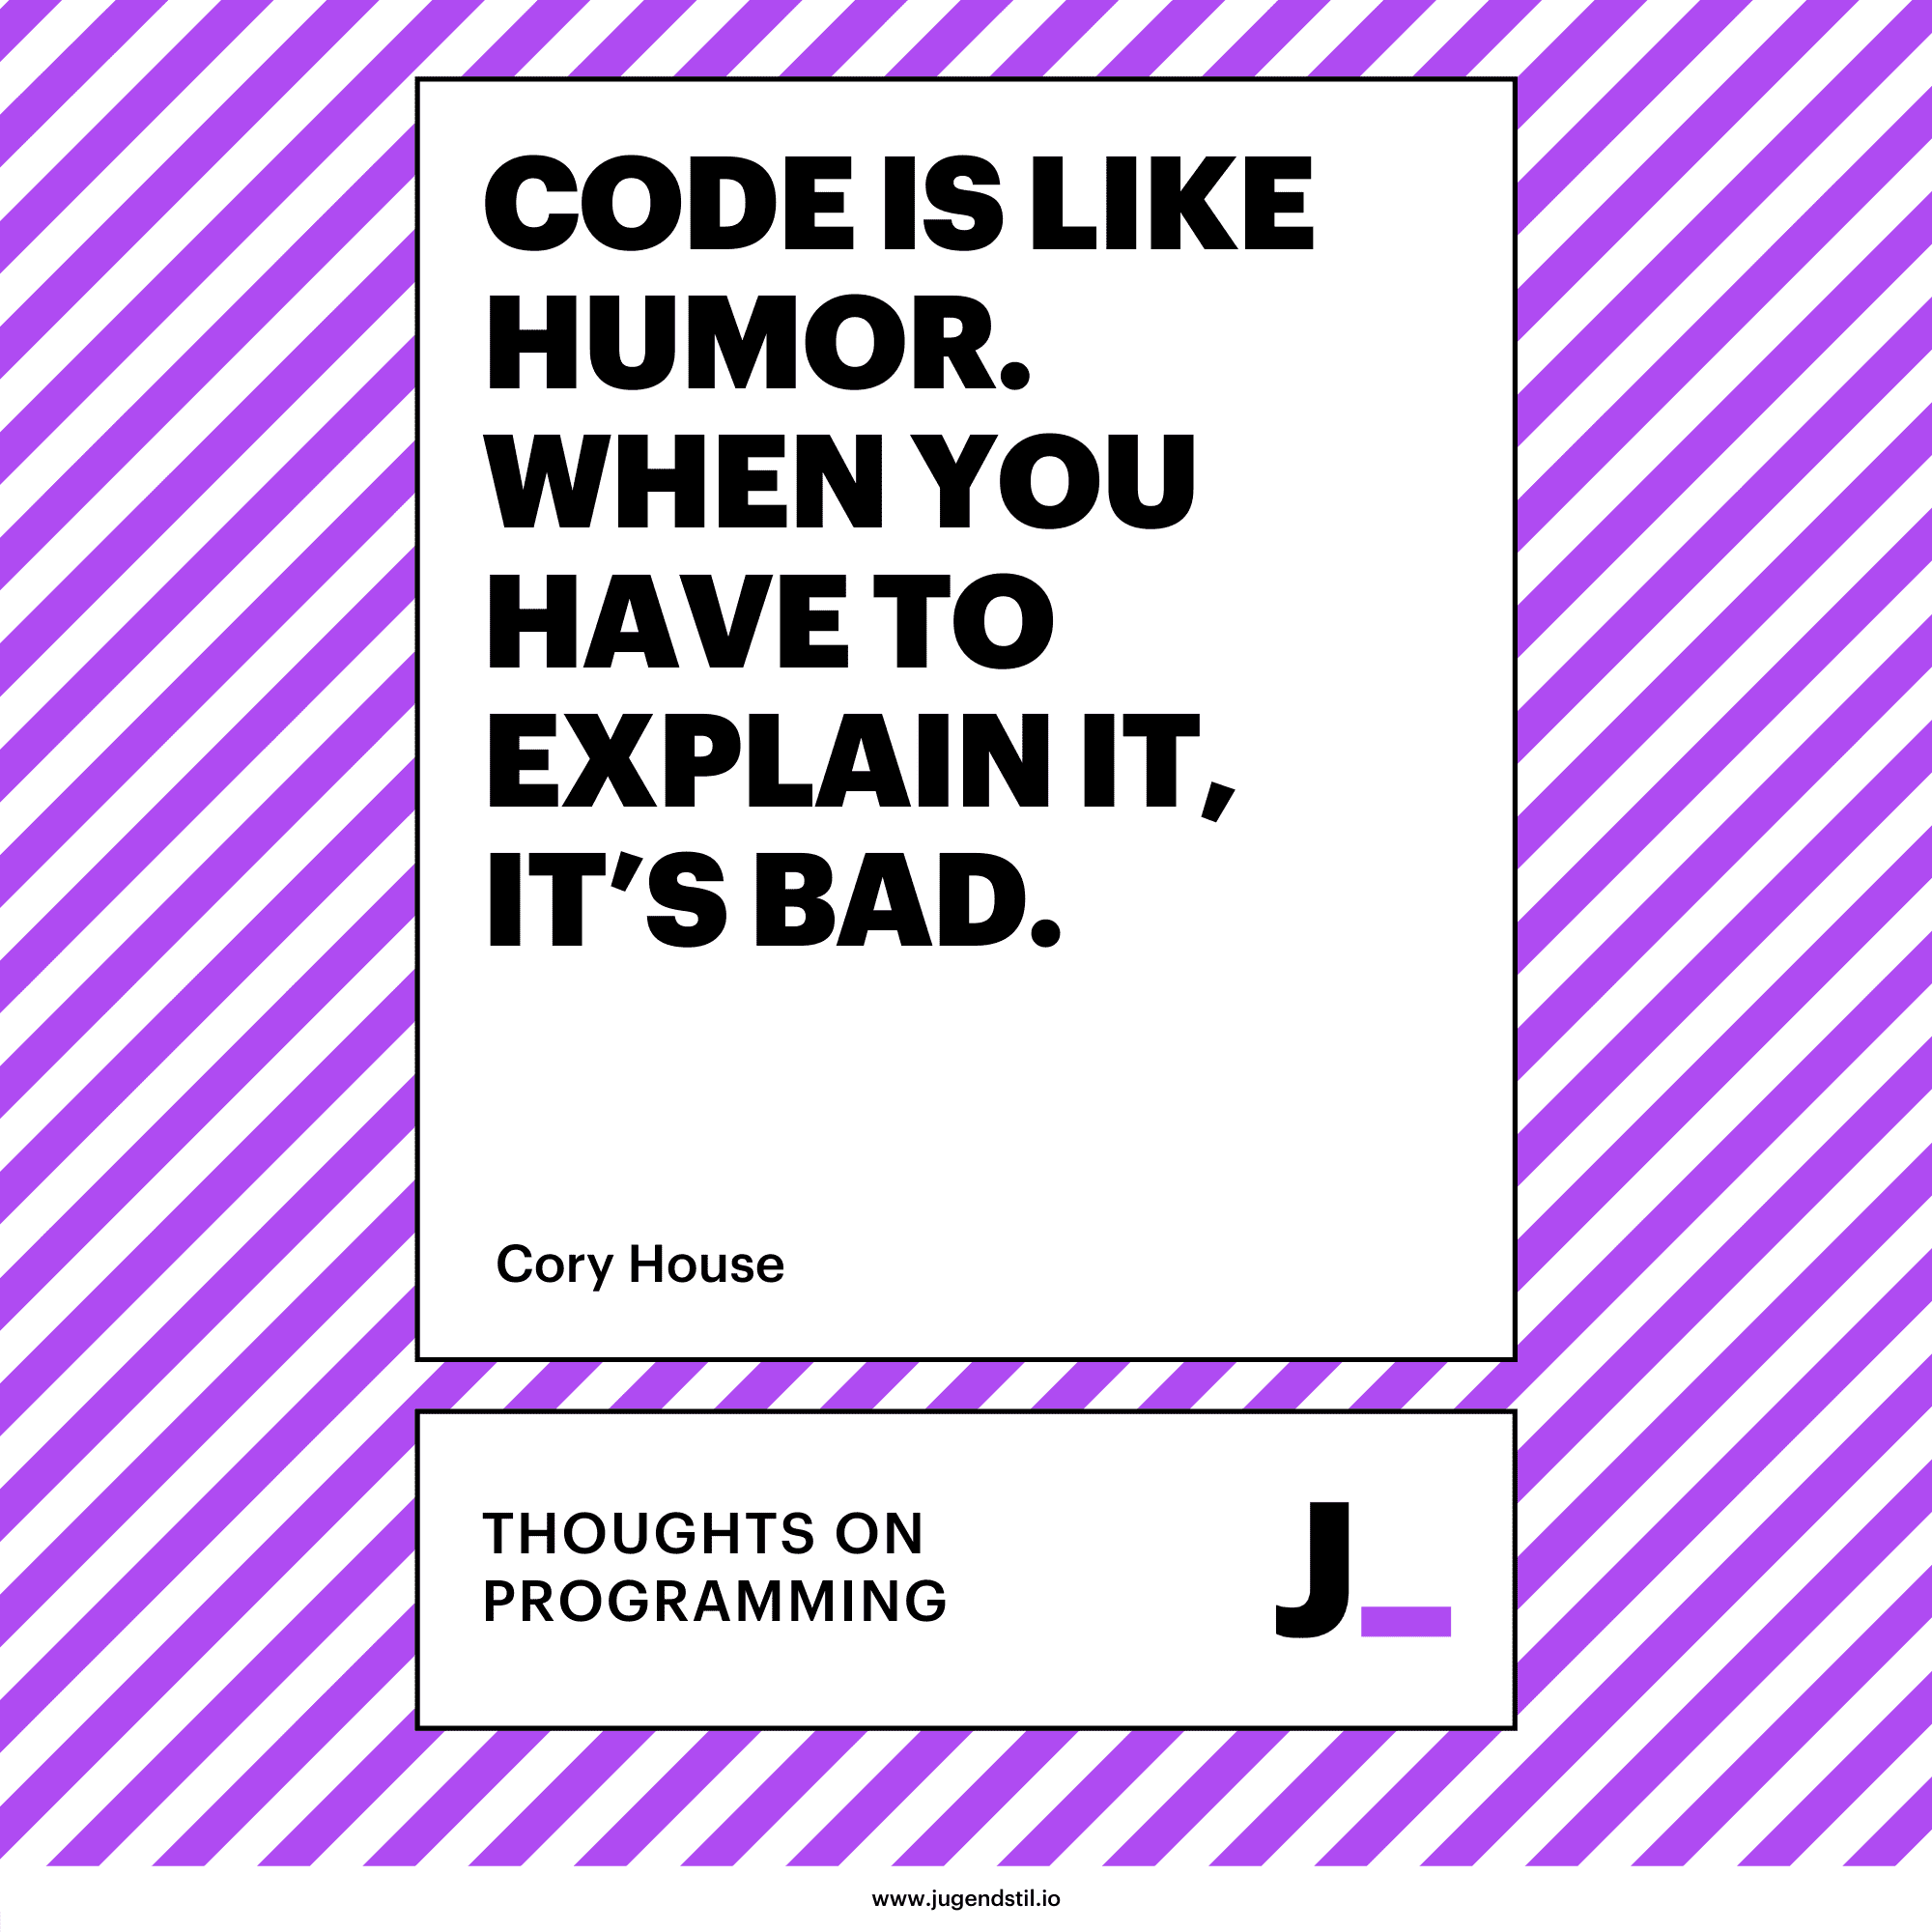 CODE IS LIKE
HUMOR.
WHEN YOU
HAVE TO
EXPLAIN IT,
IT’S BAD.
Cory House
THOUGHTS ON
PROGRAMMING
J_
www.jugendstil.io